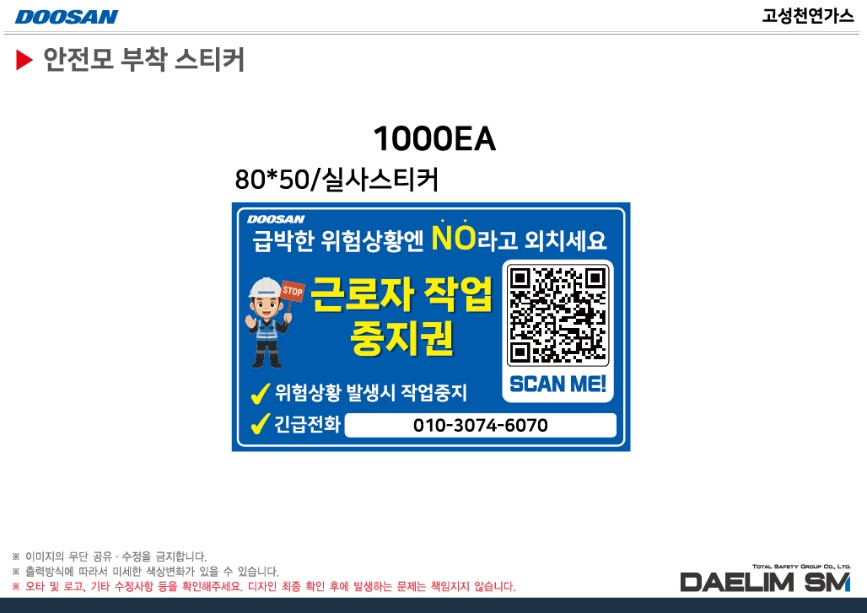 DOOSAN
고성천연가스
▶ 안전모 부착 스티커
1000EA
80*50/실사스티커
DOOSAN
급박한 위험상황엔 NO라고 외치세요
STOP
근로자 작업
중지권
SCAN ME!
✓ 위험상황 발생시 작업중지
✓ 긴급전화 010-3074-6070
※ 이미지의 무단 공유 · 수정을 금지합니다.
※ 출력방식에 따라서 미세한 색상변화가 있을 수 있습니다.
※ 오타 및 로고, 기타 수정사항 등을 확인해주세요. 디자인 최종 확인 후에 발생하는 문제는 책임지지 않습니다.
TOTAL SAFETY GROUP CO., LTD.
DAELIM SM